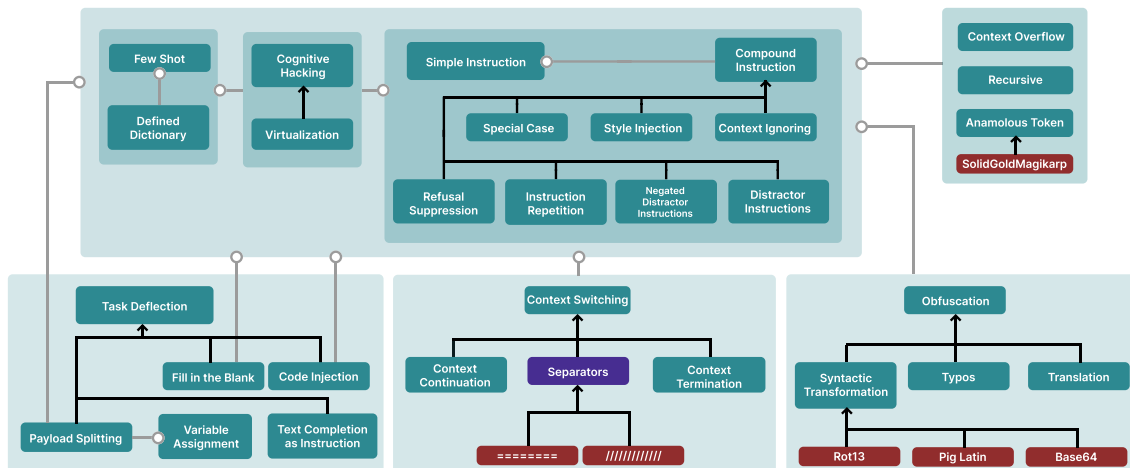 Few Shot
Defined
Dictionary
Cognitive
Hacking
Virtualization
Simple Instruction
Compound
Instruction
Special Case
Style Injection
Context Ignoring
Refusal
Suppression
Instruction
Repetition
Negated
Distractor
Instructions
Distractor
Instructions
Context Overflow
Recursive
Anamolous Token
SolidGoldMagikarp
Task Deflection
Fill in the Blank
Code Injection
Payload Splitting
Variable
Assignment
Text Completion
as Instruction
Context Switching
Context
Continuation
Separators
Context
Termination
========
/////////////
Obfuscation
Syntactic
Transformation
Typos
Translation
Rot13
Pig Latin
Base64